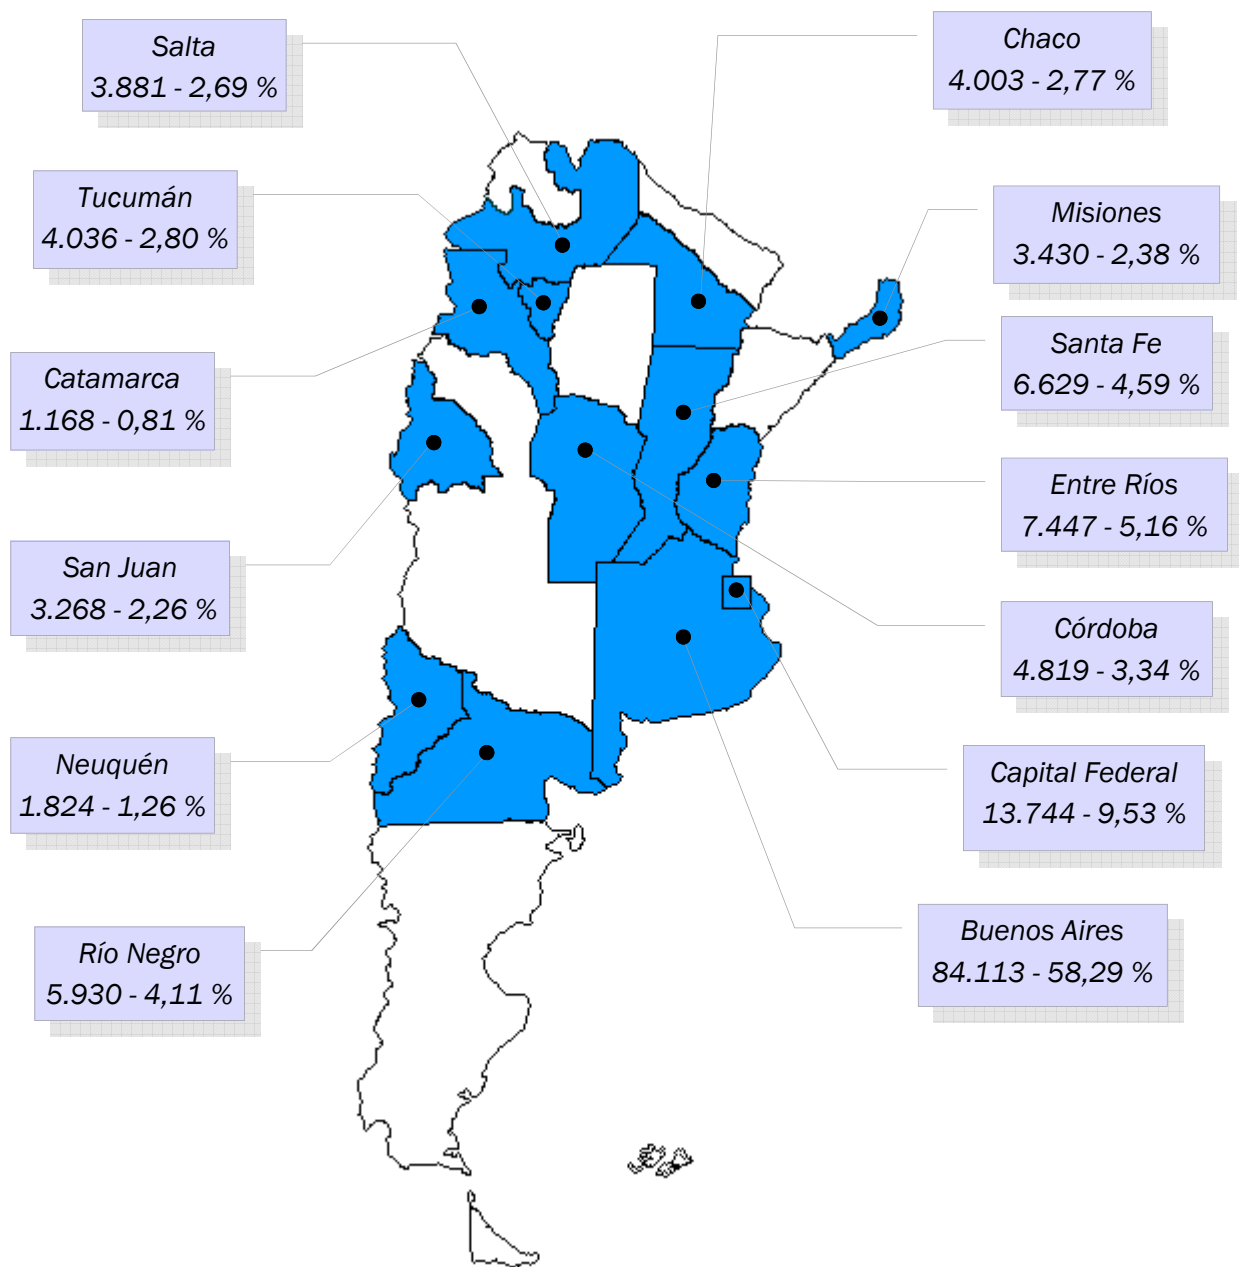 Salta
3.881 - 2,69 %
Chaco
4.003 - 2,77 %
Tucumán
4.036 - 2,80 %
Misiones
3.430 - 2,38 %
Catamarca
1.168 - 0,81 %
Santa Fe
6.629 - 4,59 %
Entre Ríos
7.447 - 5,16 %
San Juan
3.268 - 2,26 %
Córdoba
4.819 - 3,34 %
Neuquén
1.824 - 1,26 %
Capital Federal
13.744 - 9,53 %
Río Negro
5.930 - 4,11 %
Buenos Aires
84.113 - 58,29 %